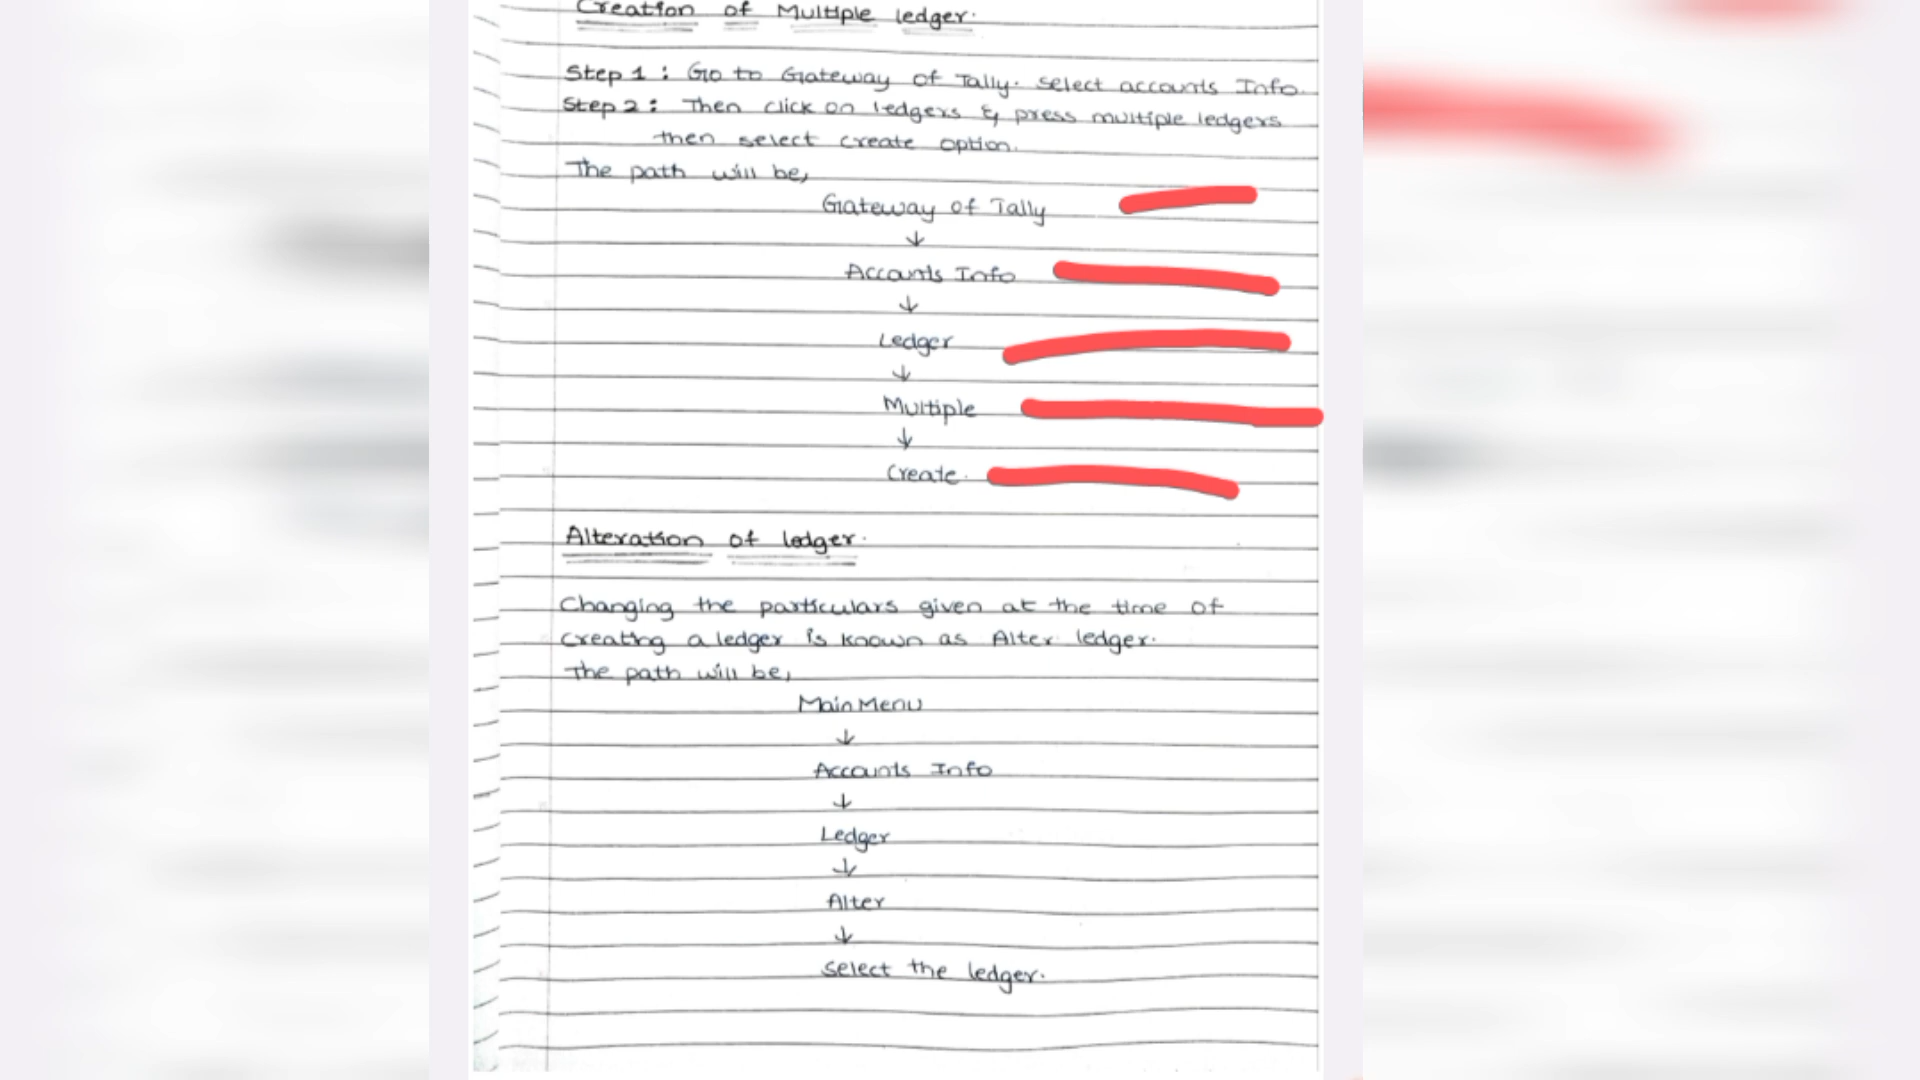 Creation of Multiple ledger.
Step 1 : Go to Gateway of Tally. Select accounts Info.
Step 2 : Then click on ledgers & press multiple ledgers
then select create option.
The path will be,
Gateway of Tally
↓
Accounts Info
↓
Ledger
↓
Multiple
↓
Create.
Alteration of ledger.
Changing the particulars given at the time of
creating a ledger is known as Alter ledger.
The path will be,
Main Menu
↓
Accounts Info
↓
Ledger
↓
Alter
↓
Select the ledger.